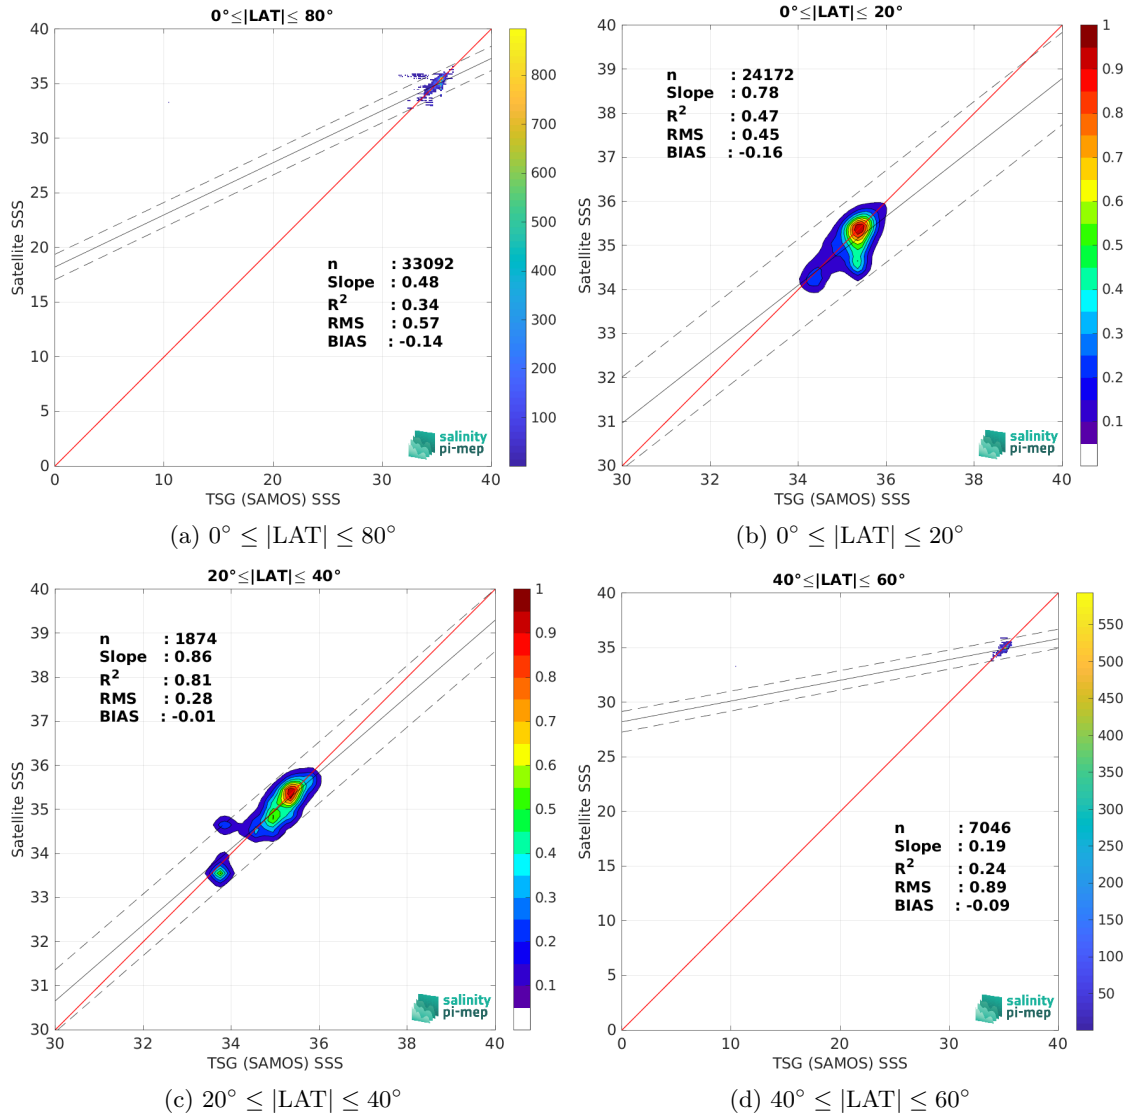 0°≤|LAT|≤ 80°
40
35
30
25
20
15
10
5
0
Satellite SSS
n : 33092
Slope : 0.48
R² : 0.34
RMS : 0.57
BIAS : -0.14
salinity
pi-mep
0 10 20 30 40
TSG (SAMOS) SSS
800
700
600
500
400
300
200
100
(a) 0° ≤ |LAT| ≤ 80°
0°≤|LAT|≤ 20°
40
39
38
37
36
35
34
33
32
31
30
Satellite SSS
n : 24172
Slope : 0.78
R² : 0.47
RMS : 0.45
BIAS : -0.16
salinity
pi-mep
30 32 34 36 38 40
TSG (SAMOS) SSS
1
0.9
0.8
0.7
0.6
0.5
0.4
0.3
0.2
0.1
(b) 0° ≤ |LAT| ≤ 20°
20°≤|LAT|≤ 40°
40
39
38
37
36
35
34
33
32
31
30
Satellite SSS
n : 1874
Slope : 0.86
R² : 0.81
RMS : 0.28
BIAS : -0.01
salinity
pi-mep
30 32 34 36 38 40
TSG (SAMOS) SSS
1
0.9
0.8
0.7
0.6
0.5
0.4
0.3
0.2
0.1
(c) 20° ≤ |LAT| ≤ 40°
40°≤|LAT|≤ 60°
40
35
30
25
20
15
10
5
0
Satellite SSS
n : 7046
Slope : 0.19
R² : 0.24
RMS : 0.89
BIAS : -0.09
salinity
pi-mep
0 10 20 30 40
TSG (SAMOS) SSS
550
500
450
400
350
300
250
200
150
100
50
(d) 40° ≤ |LAT| ≤ 60°